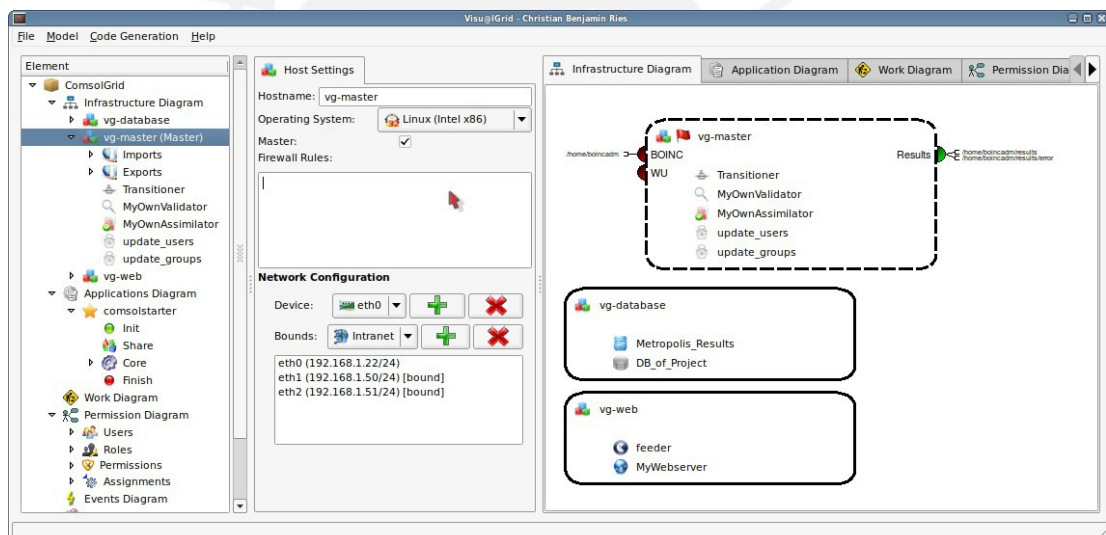 Visu@lGrid - Christian Benjamin Ries
File Model Code Generation Help
Element
ComsolGrid
Infrastructure Diagram
vg-database
vg-master (Master)
Imports
Exports
Transitioner
MyOwnValidator
MyOwnAssimilator
update_users
update_groups
vg-web
Applications Diagram
comsolstarter
Init
Share
Core
Finish
Work Diagram
Permission Diagram
Users
Roles
Permissions
Assignments
Events Diagram
Host Settings
Hostname: vg-master
Operating System: Linux (Intel x86)
Master:
Firewall Rules:
Network Configuration
Device: eth0
Bounds: Intranet
eth0 (192.168.1.22/24)
eth1 (192.168.1.50/24) [bound]
eth2 (192.168.1.51/24) [bound]
Infrastructure Diagram Application Diagram Work Diagram Permission Dia
vg-master
/home/boincadm BOINC Results /home/boincadm/results
/home/boincadm/results/error
WU
Transitioner
MyOwnValidator
MyOwnAssimilator
update_users
update_groups
vg-database
Metropolis_Results
DB_of_Project
vg-web
feeder
MyWebserver